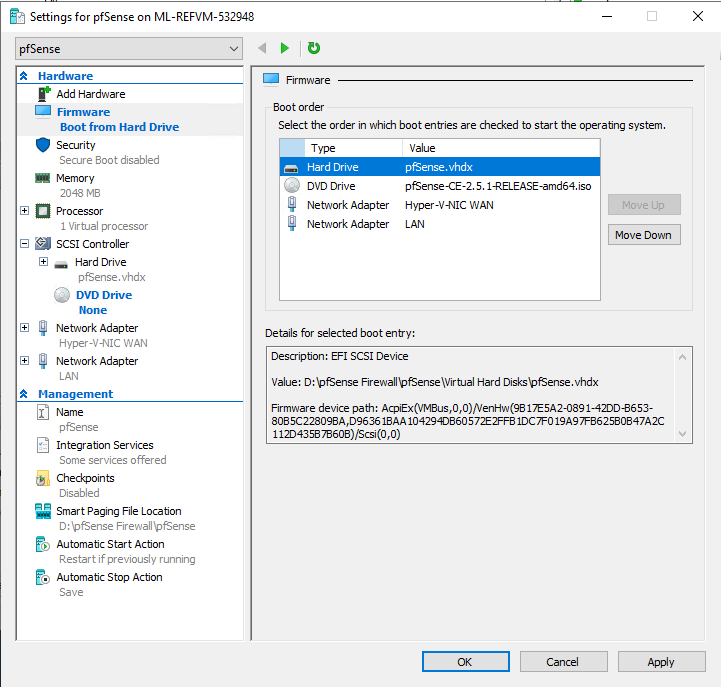 Settings for pfSense on ML-REFVM-532948
pfSense
Hardware
Add Hardware
Firmware
Boot from Hard Drive
Security
Secure Boot disabled
Memory
2048 MB
Processor
1 Virtual processor
SCSI Controller
Hard Drive
pfSense.vhdx
DVD Drive
None
Network Adapter
Hyper-V-NIC WAN
Network Adapter
LAN
Management
Name
pfSense
Integration Services
Some services offered
Checkpoints
Disabled
Smart Paging File Location
D:\pfSense Firewall\pfSense
Automatic Start Action
Restart if previously running
Automatic Stop Action
Save
Firmware
Boot order
Select the order in which boot entries are checked to start the operating system.
Type Value
Hard Drive pfSense.vhdx
DVD Drive pfSense-CE-2.5.1-RELEASE-amd64.iso
Network Adapter Hyper-V-NIC WAN
Network Adapter LAN
Move Up
Move Down
Details for selected boot entry:
Description: EFI SCSI Device
Value: D:\pfSense Firewall\pfSense\Virtual Hard Disks\pfSense.vhdx
Firmware device path: AcpiEx(VMBus,0,0)/VenHw(9B17E5A2-0891-42DD-B653-
80B5C22809BA,D96361BAA104294DB60572E2FFB1DC7F019A97FB625B0B47A2C
112D435B7B60B)/Scsi(0,0)
OK Cancel Apply